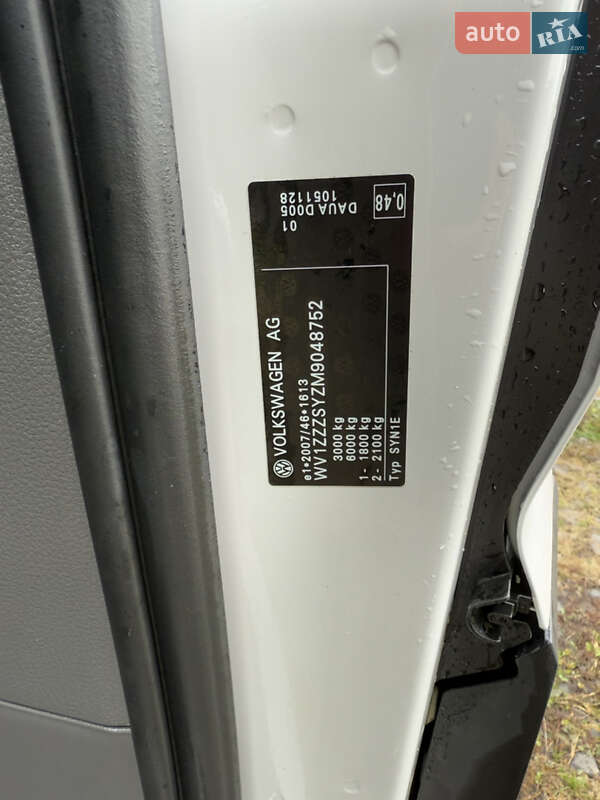 auto RIA
.com
VOLKSWAGEN AG
e1*2007/46*1613
WV1ZZZSYZM9048752
3000 kg
6000 kg
1- 1800 kg
2- 2100 kg
Typ SYN1E
01
DAUA D005
1051128
0,48